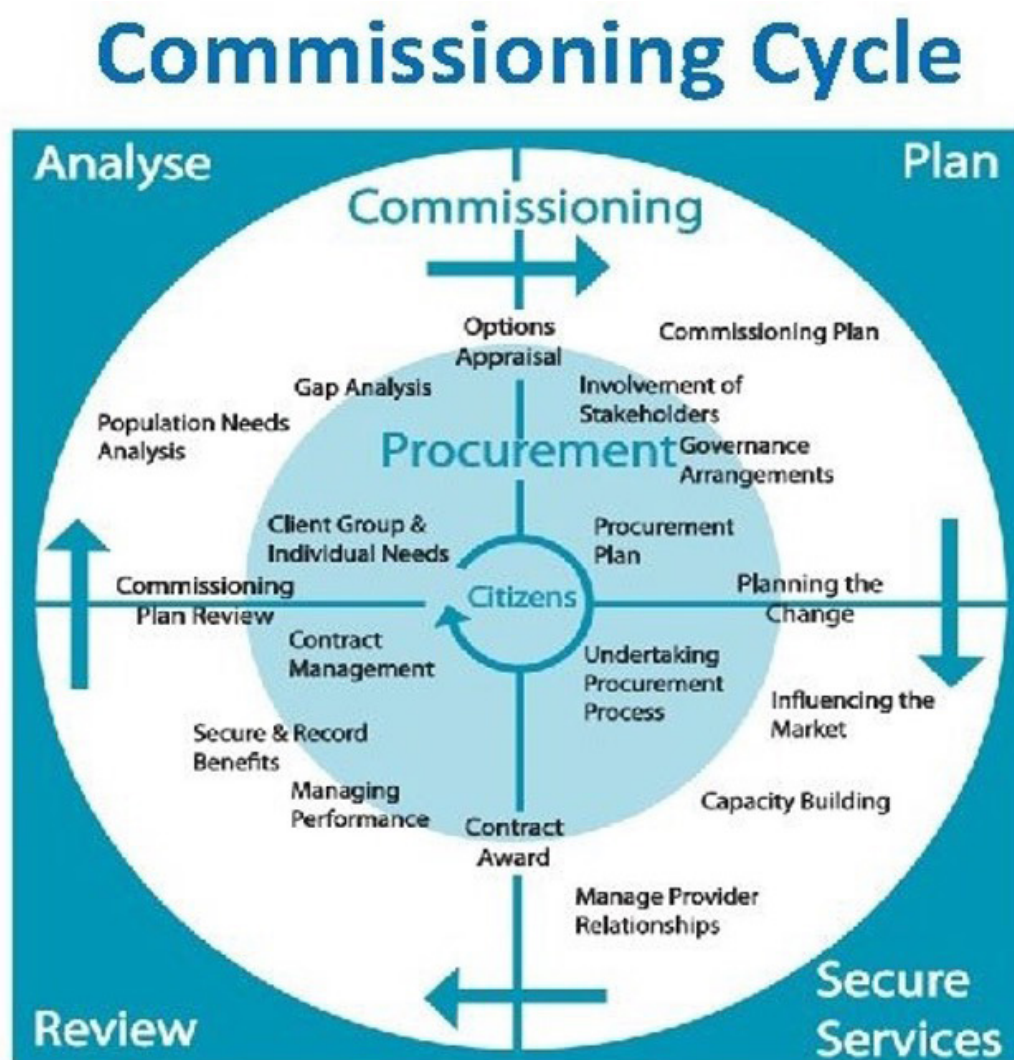 Commissioning Cycle
Analyse
Plan
Commissioning
Options
Appraisal
Commissioning Plan
Gap Analysis
Involvement of
Stakeholders
Population Needs
Analysis
Procurement
Governance
Arrangements
Client Group &
Individual Needs
Procurement
Plan
Commissioning
Plan Review
Citizens
Planning the
Change
Contract
Management
Undertaking
Procurement
Process
Influencing the
Market
Secure & Record
Benefits
Managing
Performance
Capacity Building
Contract
Award
Manage Provider
Relationships
Review
Secure
Services